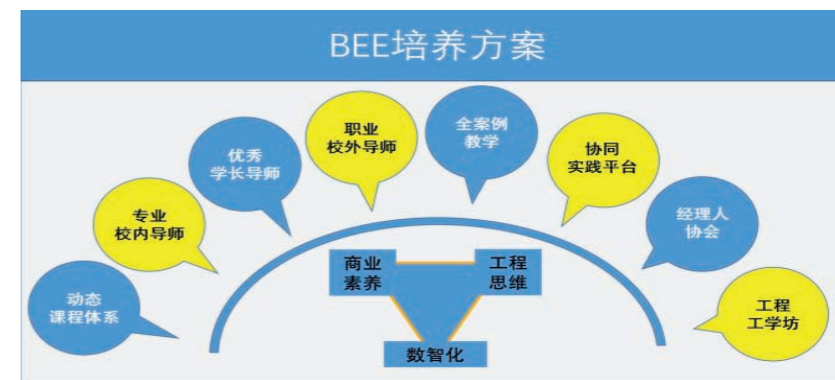 BEE培养方案
动态
课程体系
专业
校内导师
优秀
学长导师
职业
校外导师
全案例
教学
协同
实践平台
经理人
协会
工程
工学坊
商业
素养
工程
思维
数智化